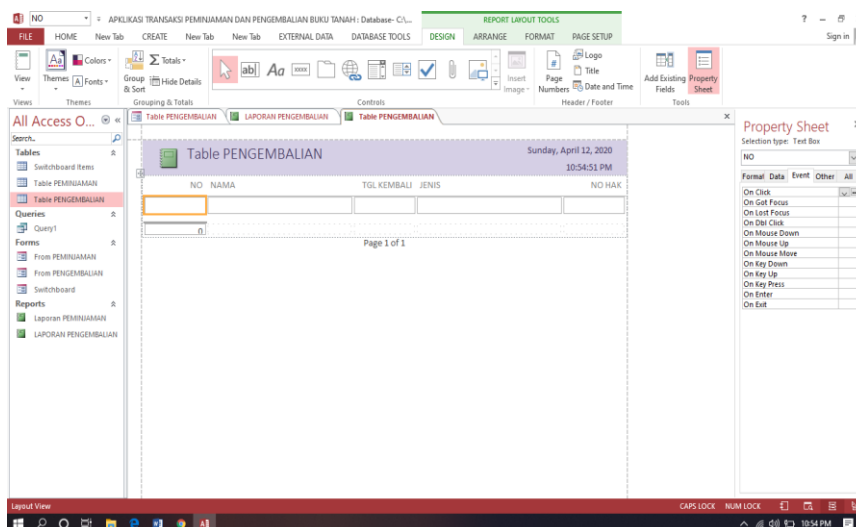 NO
APKLIKASI TRANSAKSI PEMINJAMAN DAN PENGEMBALIAN BUKU TANAH : Database- C:\,...
REPORT LAYOUT TOOLS
FILE HOME New Tab CREATE New Tab New Tab EXTERNAL DATA DATABASE TOOLS DESIGN ARRANGE FORMAT PAGE SETUP
Sign in
View
Themes
Colors
Fonts
Group & Sort
Totals
Hide Details
ab| Aa xxxx
Insert Image
Page Numbers
Logo
Title
Date and Time
Add Existing Fields
Property Sheet
Views Themes Grouping & Totals Controls Header / Footer Tools
All Access O...
Search..
Tables
Switchboard Items
Table PEMINJAMAN
Table PENGEMBALIAN
Queries
Query1
Forms
From PEMINJAMAN
From PENGEMBALIAN
Switchboard
Reports
Laporan PEMINJAMAN
LAPORAN PENGEMBALIAN
Table PENGEMBALIAN LAPORAN PENGEMBALIAN Table PENGEMBALIAN
Table PENGEMBALIAN
Sunday, April 12, 2020
10:54:51 PM
NO NAMA TGL KEMBALI JENIS NO HAK
0
Page 1 of 1
Property Sheet
Selection type: Text Box
NO
Format Data Event Other All
On Click
On Got Focus
On Lost Focus
On Dbl Click
On Mouse Down
On Mouse Up
On Mouse Move
On Key Down
On Key Up
On Key Press
On Enter
On Exit
Layout View
CAPS LOCK NUM LOCK
10:54 PM